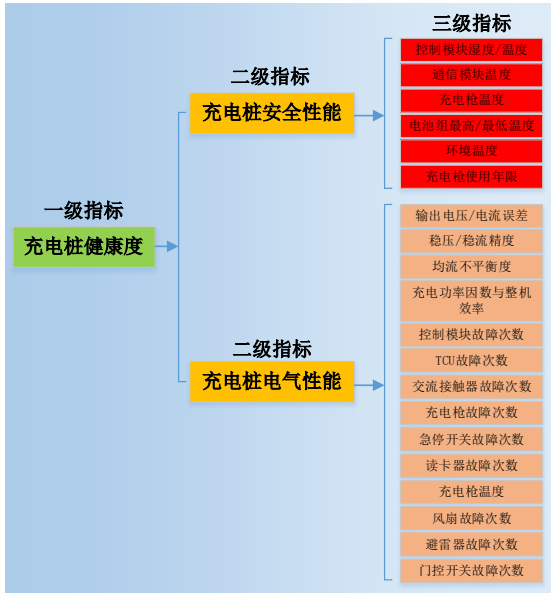 三级指标
控制模块湿度/温度
二级指标
通信模块温度
充电桩安全性能
充电枪温度
电池组最高/最低温度
环境温度
充电枪使用年限
一级指标
充电桩健康度
输出电压/电流误差
稳压/稳流精度
均流不平衡度
充电功率因数与整机
效率
控制模块故障次数
二级指标
TCU故障次数
充电桩电气性能
交流接触器故障次数
充电枪故障次数
急停开关故障次数
读卡器故障次数
充电枪温度
风扇故障次数
避雷器故障次数
门控开关故障次数